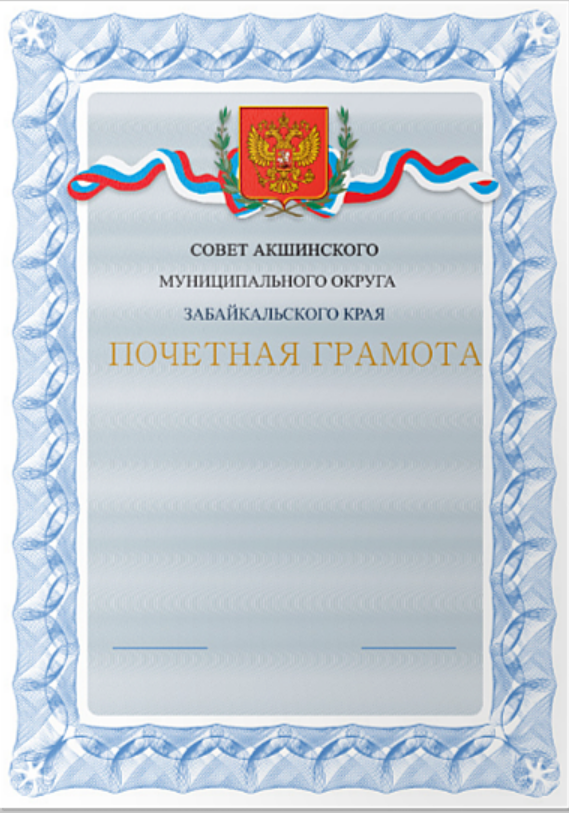 СОВЕТ АКШИНСКОГО
МУНИЦИПАЛЬНОГО ОКРУГА
ЗАБАЙКАЛЬСКОГО КРАЯ
ПОЧЕТНАЯ ГРАМОТА